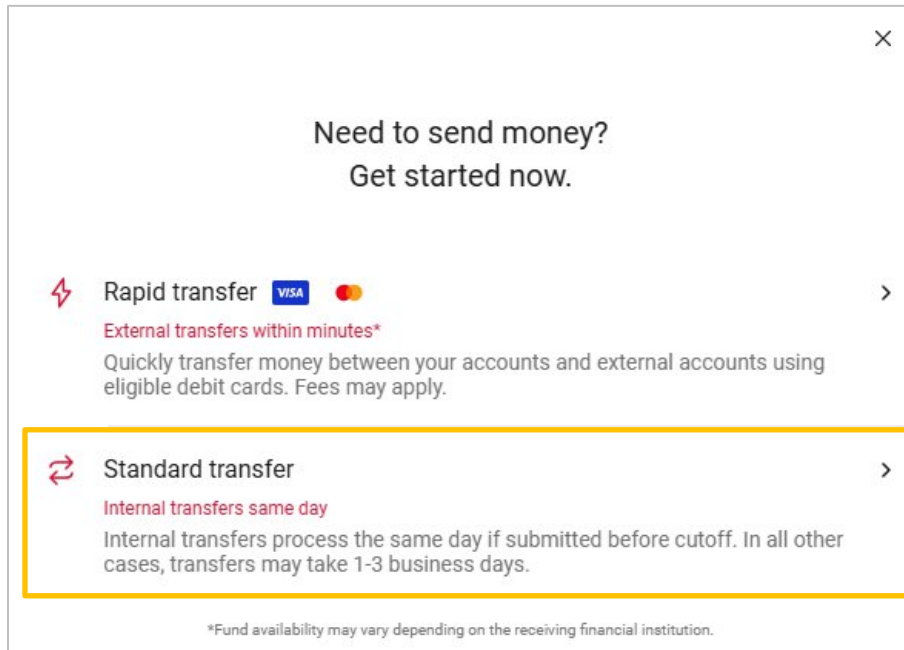 Need to send money?
Get started now.
Rapid transfer VISA
External transfers within minutes*
Quickly transfer money between your accounts and external accounts using
eligible debit cards. Fees may apply.
Standard transfer
Internal transfers same day
Internal transfers process the same day if submitted before cutoff. In all other
cases, transfers may take 1-3 business days.
*Fund availability may vary depending on the receiving financial institution.